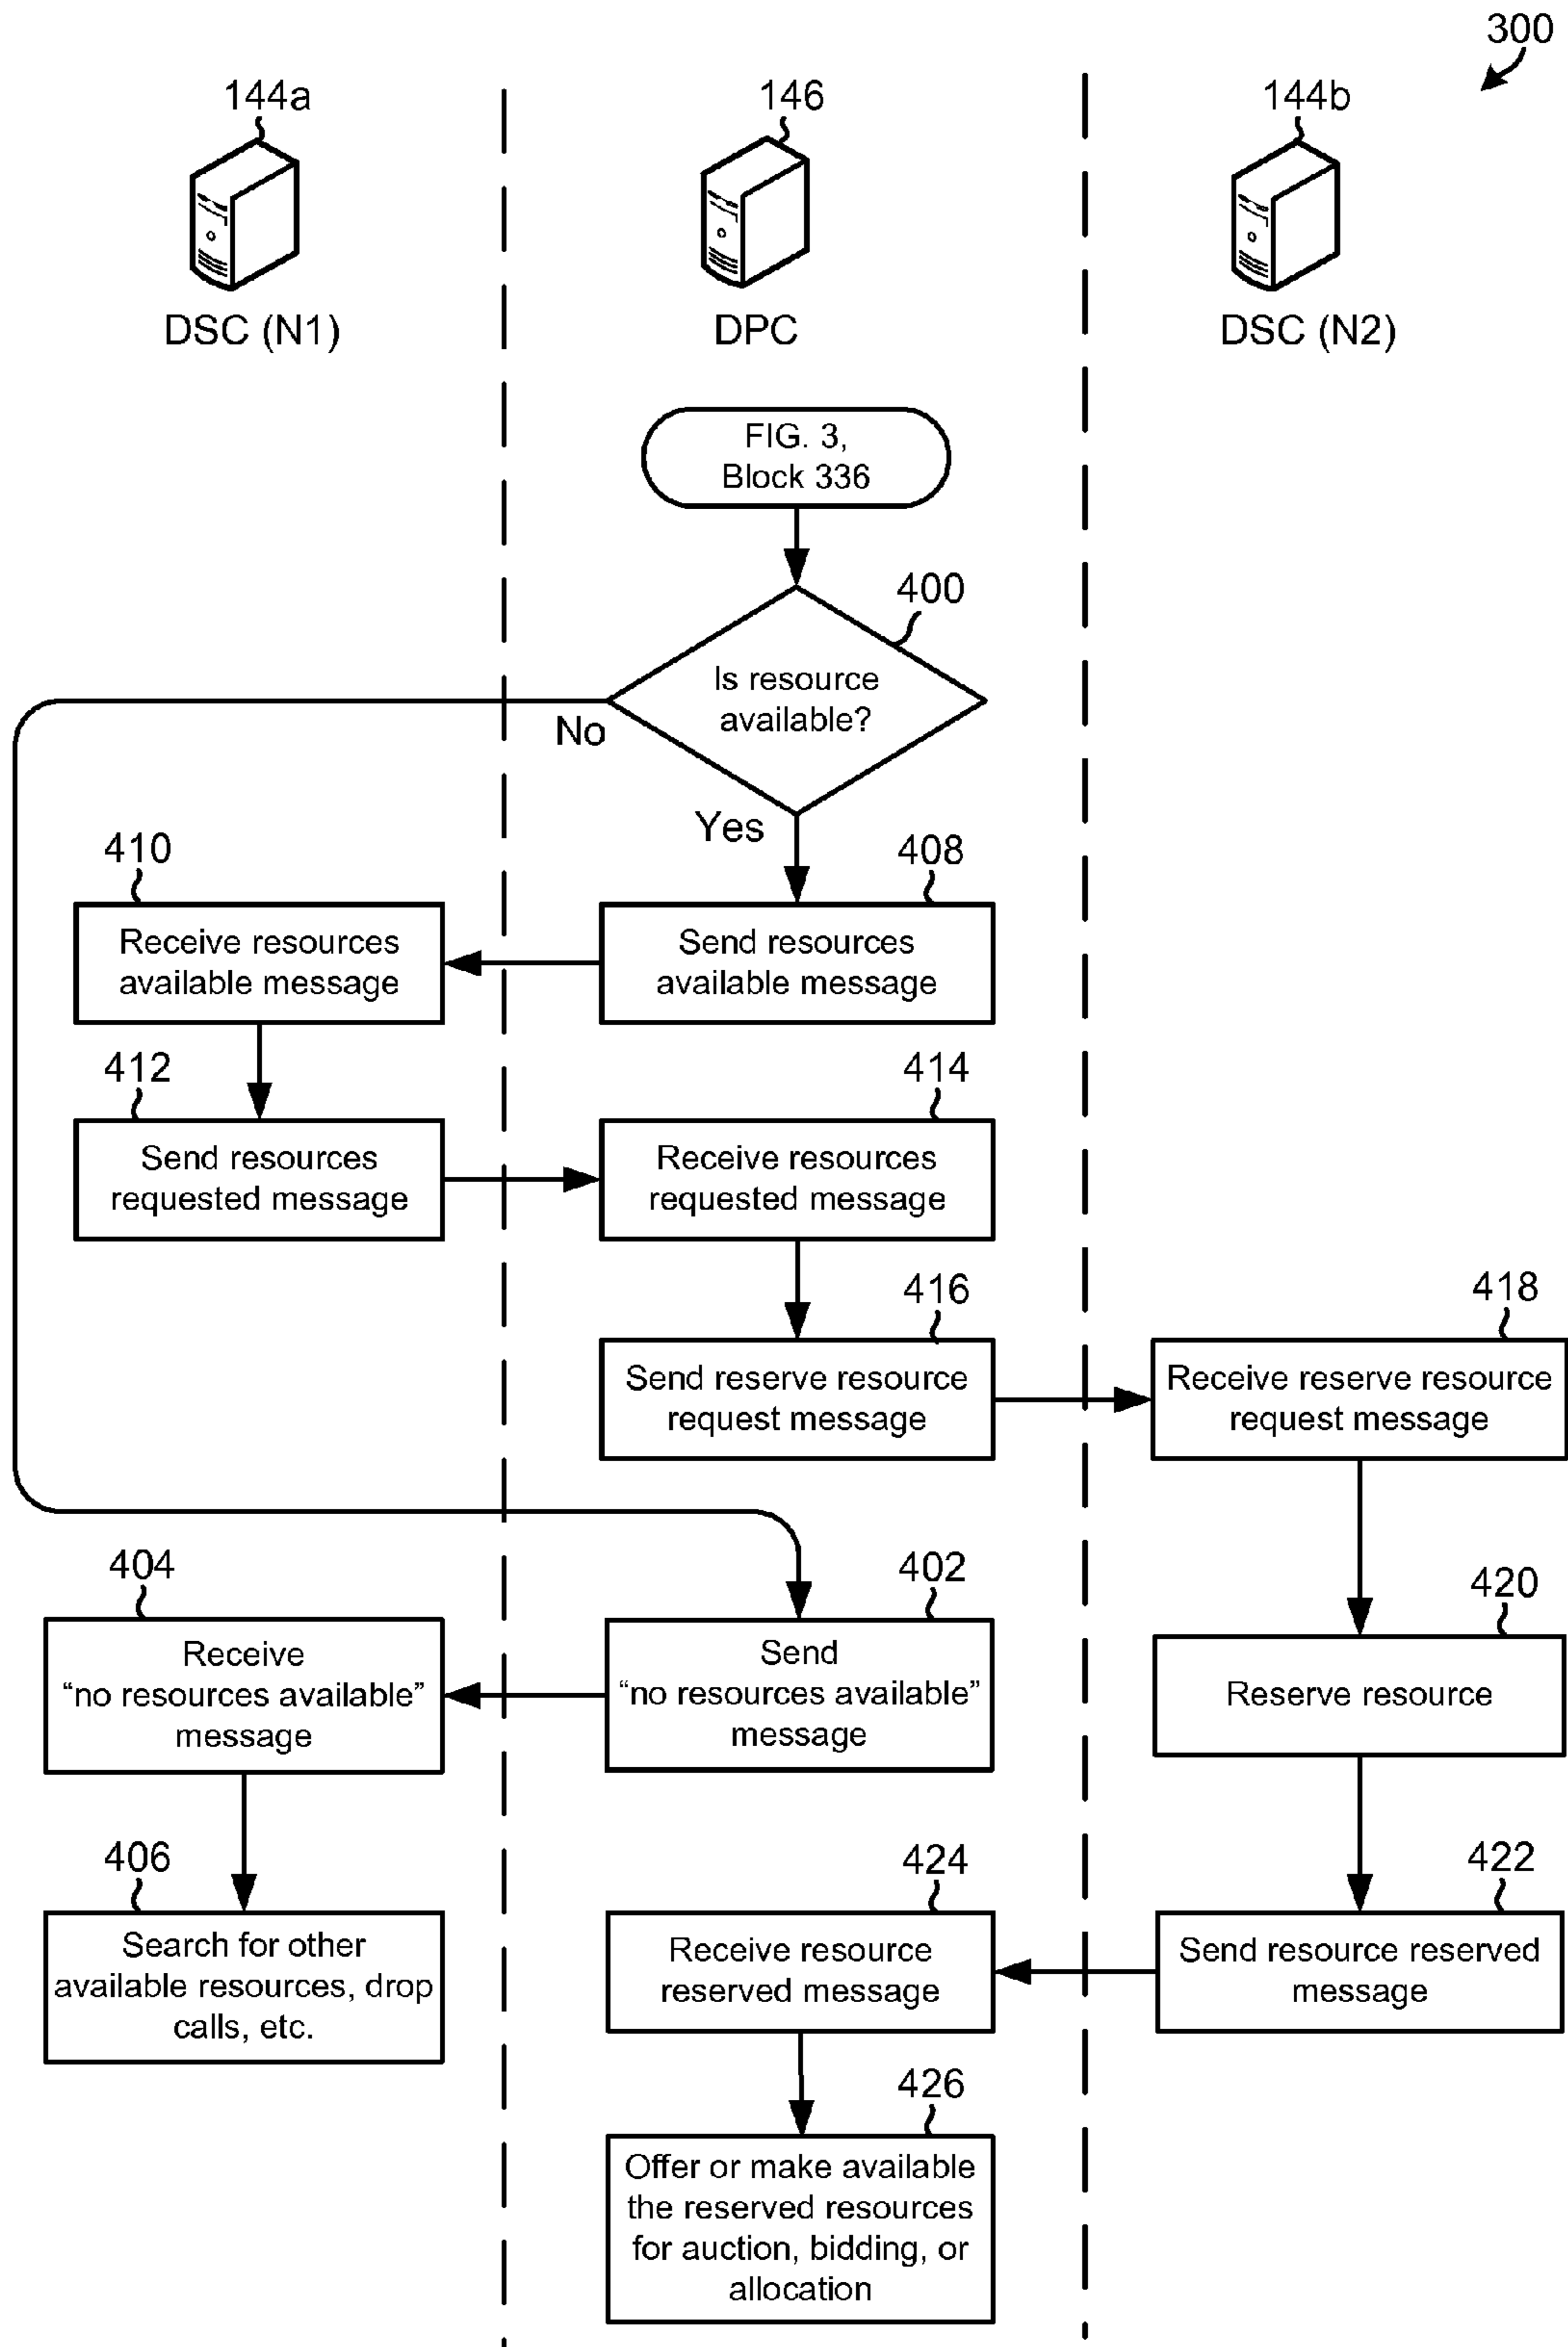 300
144a
146
144b
DSC (N1)
DPC
DSC (N2)
FIG. 3,
Block 336
400
Is resource
available?
No
Yes
410
408
Receive resources
available message
Send resources
available message
412
414
Send resources
requested message
Receive resources
requested message
416
418
Send reserve resource
request message
Receive reserve resource
request message
404
402
420
Receive
“no resources available”
message
Send
“no resources available”
message
Reserve resource
406
424
422
Search for other
available resources, drop
calls, etc.
Receive resource
reserved message
Send resource reserved
message
426
Offer or make available
the reserved resources
for auction, bidding, or
allocation